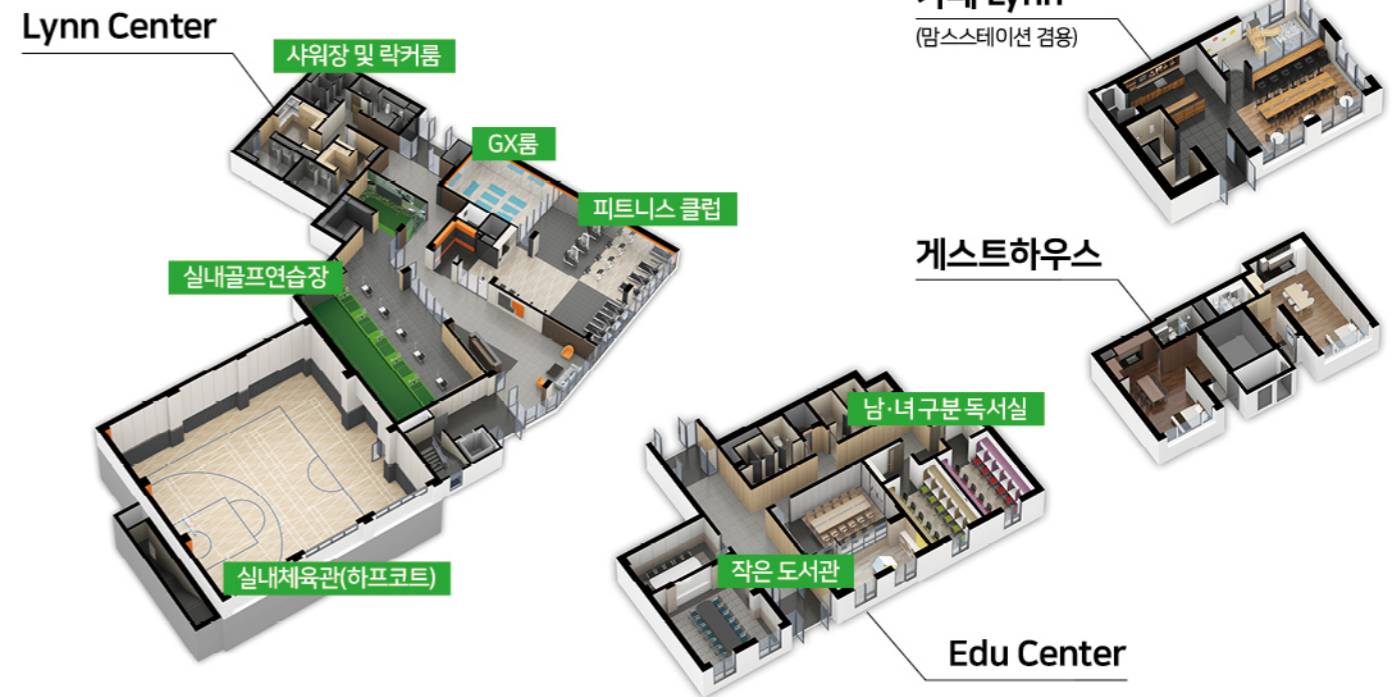 Lynn Center
샤워장 및 락커룸
GX룸
피트니스 클럽
실내골프연습장
실내체육관(하프코트)
Lynn
(맘스스테이션 겸용)
게스트하우스
남·녀 구분 독서실
작은 도서관
Edu Center